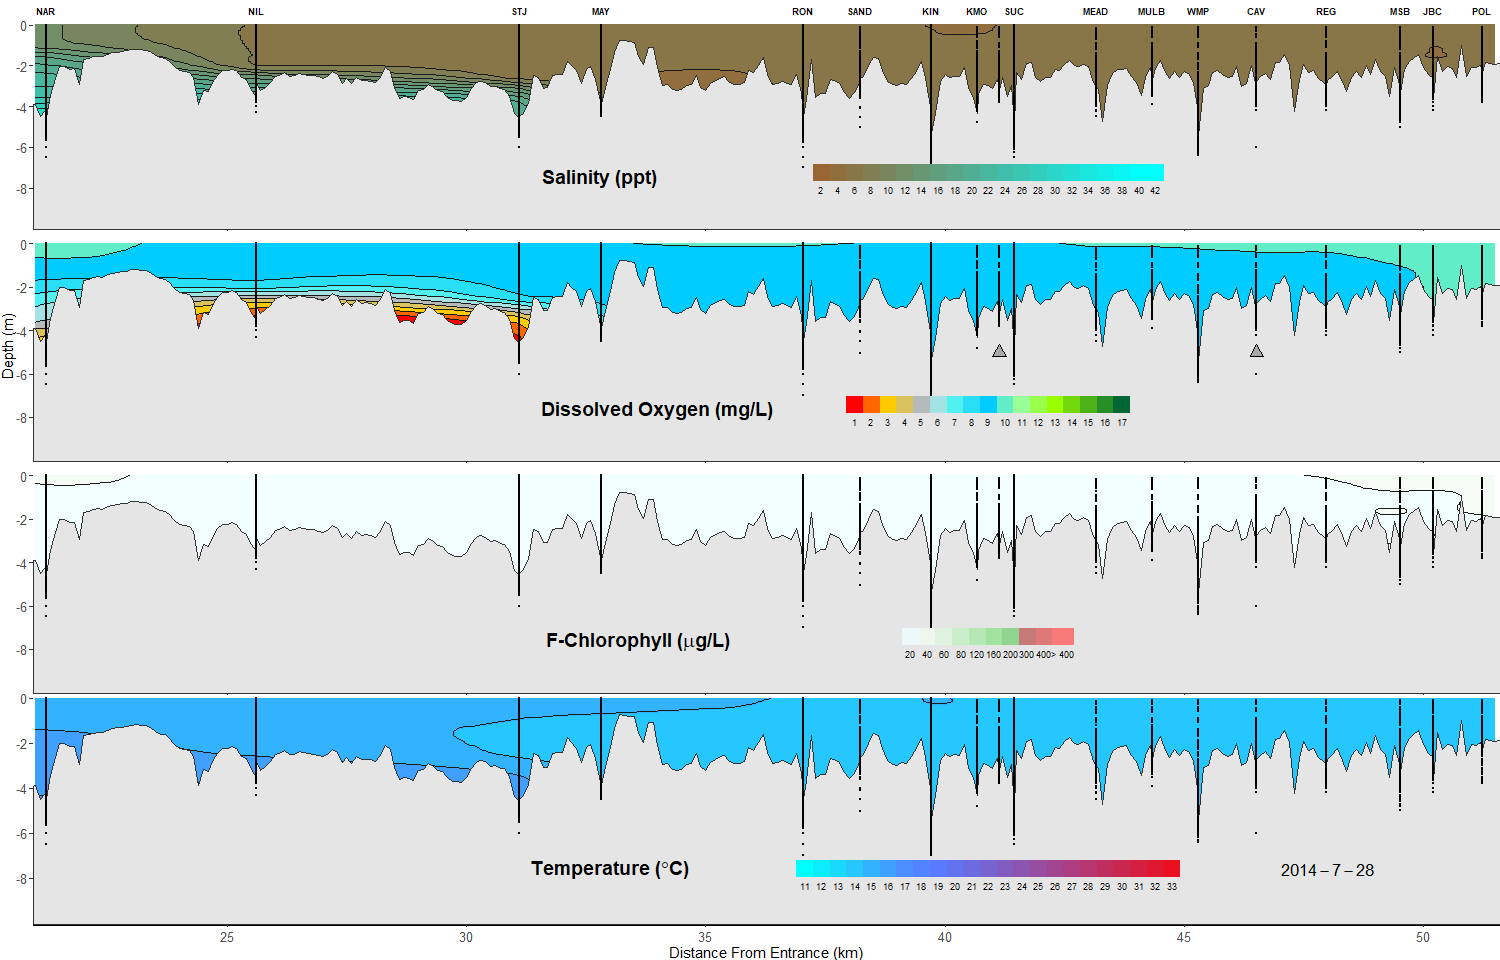 NAR NIL STJ MAY RON SAND KIN KMO SUC MEAD MULB WMP CAV REG MSB JBC POL
0
-2
-4
-6
-8
Salinity (ppt)
2 4 6 8 10 12 14 16 18 20 22 24 26 28 30 32 34 36 38 40 42
0
-2
-4
-6
-8
Depth (m)
Dissolved Oxygen (mg/L)
1 2 3 4 5 6 7 8 9 10 11 12 13 14 15 16 17
0
-2
-4
-6
-8
F-Chlorophyll (μg/L)
20 40 60 80 120 160 200 300 400 > 400
0
-2
-4
-6
-8
Temperature (°C)
11 12 13 14 15 16 17 18 19 20 21 22 23 24 25 26 27 28 29 30 31 32 33
2014 – 7 – 28
25 30 35 40 45 50
Distance From Entrance (km)